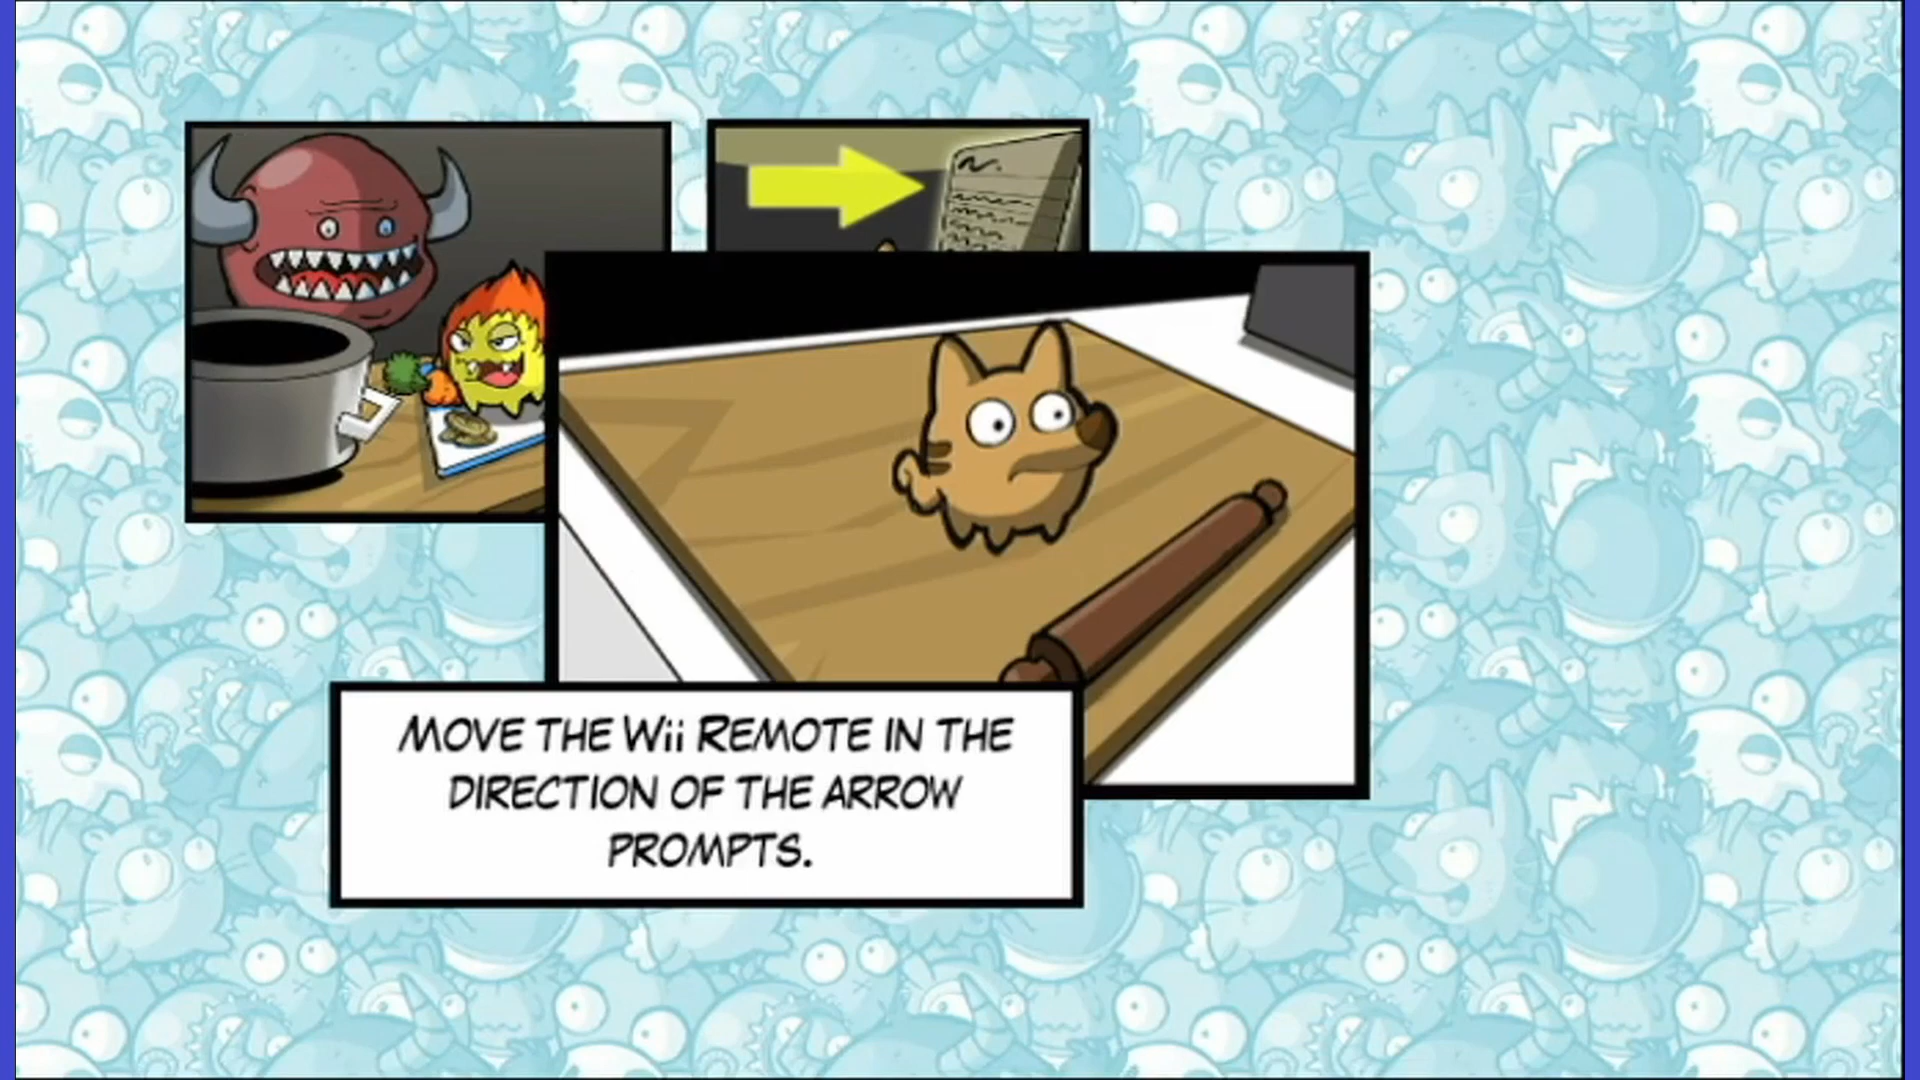 MOVE THE Wii REMOTE IN THE
DIRECTION OF THE ARROW
PROMPTS.